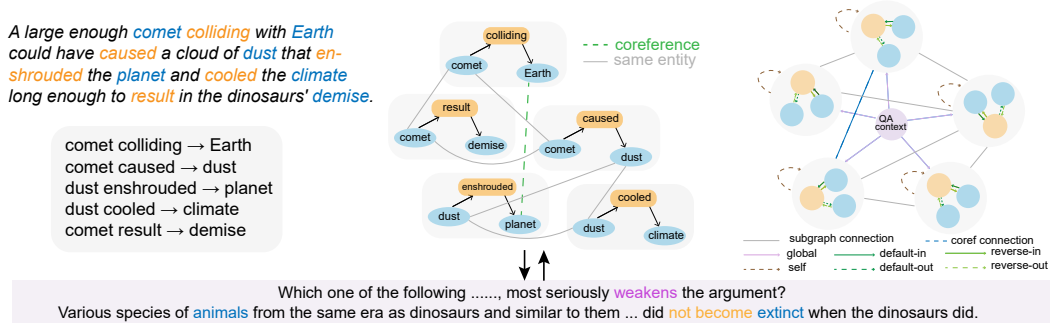 A large enough comet colliding with Earth
could have caused a cloud of dust that en-
shrouded the planet and cooled the climate
long enough to result in the dinosaurs' demise.
comet colliding → Earth
comet caused → dust
dust enshrouded → planet
dust cooled → climate
comet result → demise
colliding
comet
Earth
coreference
same entity
result
comet
demise
caused
comet
dust
enshrouded
dust
planet
cooled
dust
climate
QA
context
subgraph connection
coref connection
global
default-in
reverse-in
self
default-out
reverse-out
Which one of the following ......, most seriously weakens the argument?
Various species of animals from the same era as dinosaurs and similar to them ... did not become extinct when the dinosaurs did.